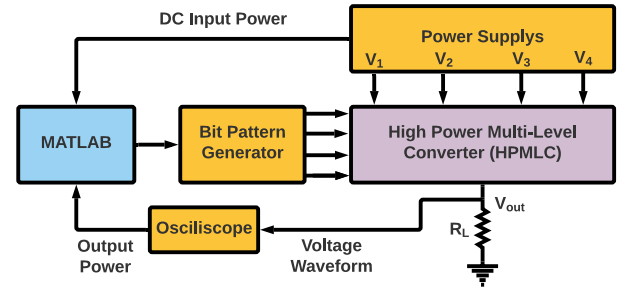 DC Input Power
Power Supplys
V1 V2 V3 V4
MATLAB
Bit Pattern
Generator
High Power Multi-Level
Converter (HPMLC)
Vout
RL
Osciliscope
Output
Power
Voltage
Waveform